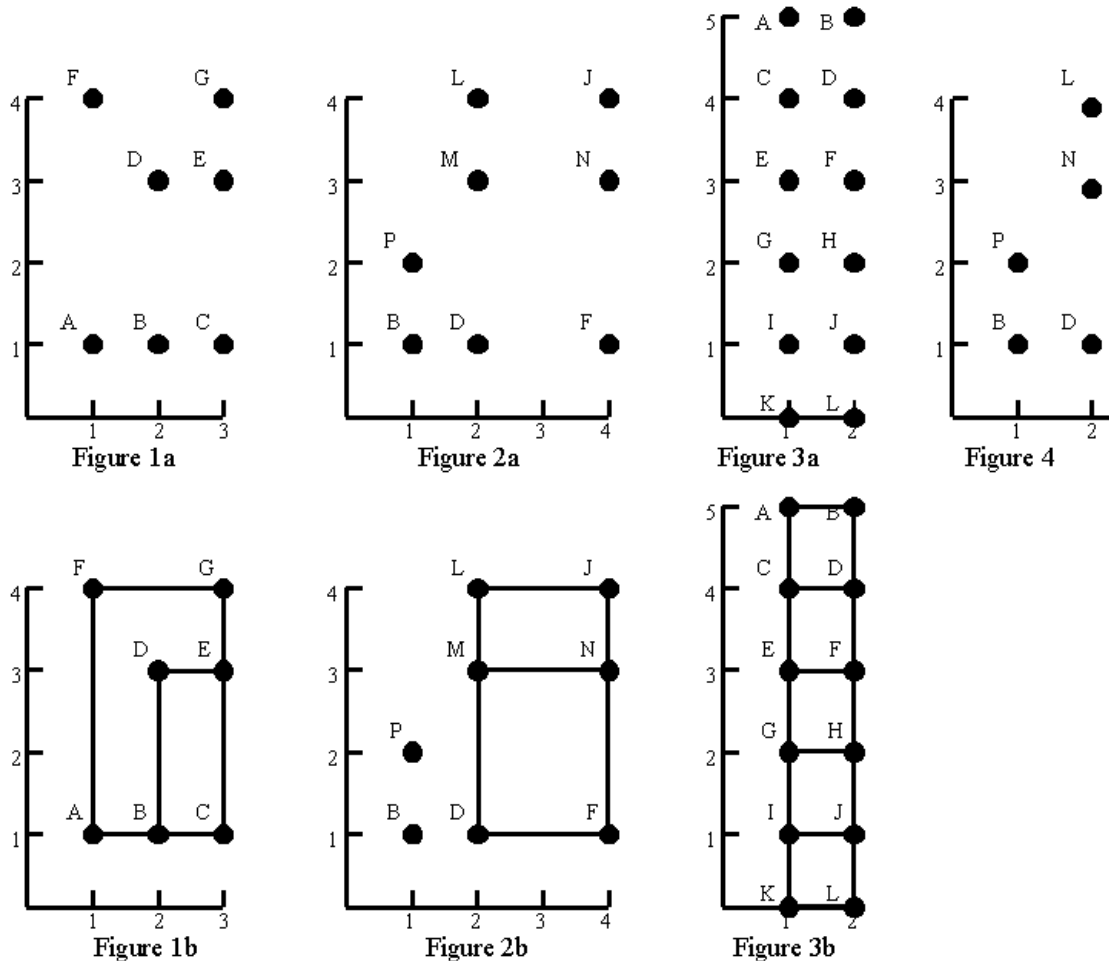 5 A B
F G L J C D L
4 4 4 4
D E M N E F N
3 3 3 3
P G H P
2 2 2 2
A B C B D F I J B D
1 1 1 1
K L
1 2 3 1 2 3 4 1 2 1 2
Figure 1a Figure 2a Figure 3a Figure 4
5 A B
F G L J C D
4 4 4
D E M N E F
3 3 3
P G H
2 2 2
A B C B D F I J
1 1 1
K L
1 2 3 1 2 3 4 1 2
Figure 1b Figure 2b Figure 3b